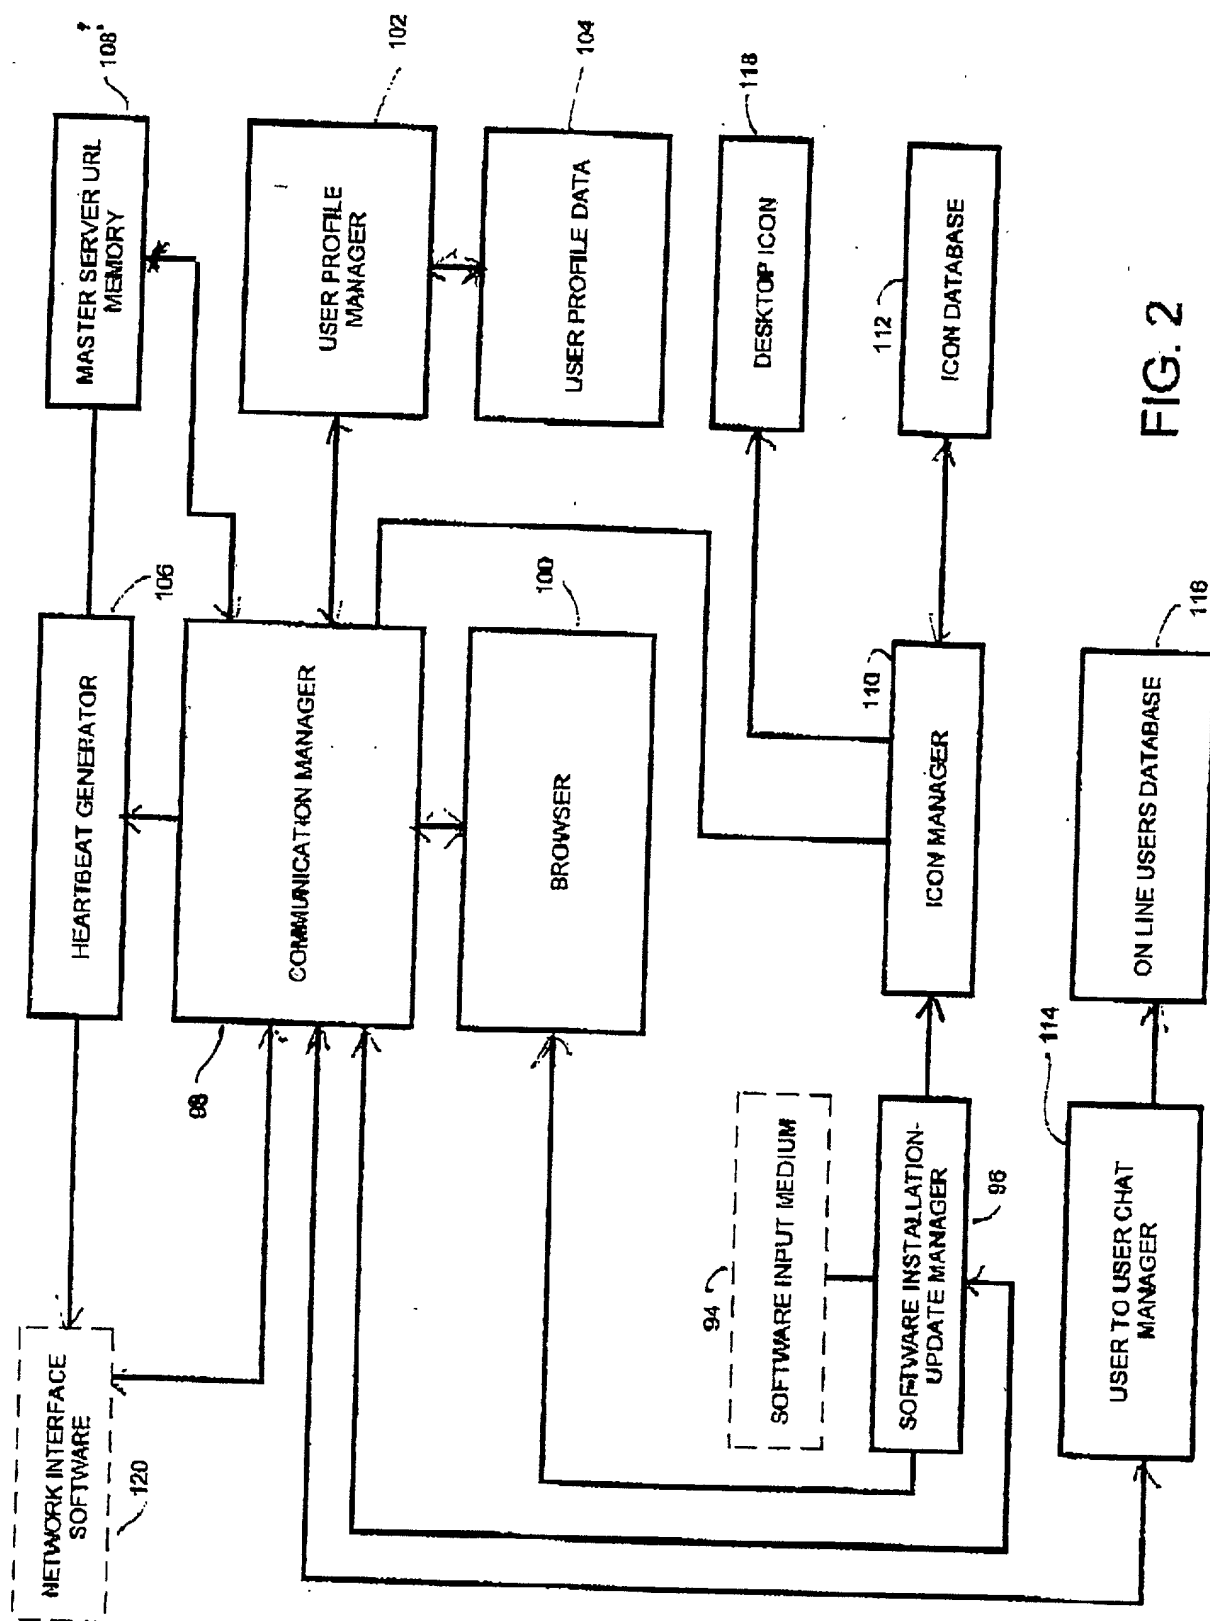 NETWORK INTERFACE
SOFTWARE
120
HEARTBEAT GENERATOR
106
MASTER SERVER URL
MEMORY
108'
98
COMMUNICATION MANAGER
USER PROFILE
MANAGER
102
BROWSER
100
USER PROFILE DATA
104
94
SOFTWARE INPUT MEDIUM
DESKTOP ICON
118
SOFTWARE INSTALLATION-
UPDATE MANAGER
96
110
ICON MANAGER
112
ICON DATABASE
114
USER TO USER CHAT
MANAGER
ON LINE USERS DATABASE
116
FIG. 2